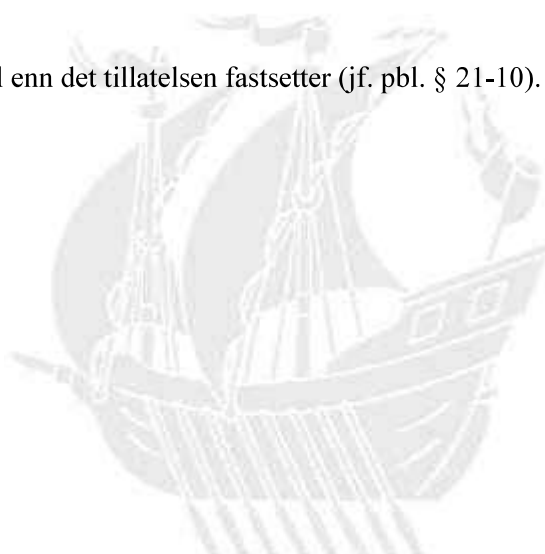 enn det tillatelsen fastsetter (jf. pbl. § 21-10).